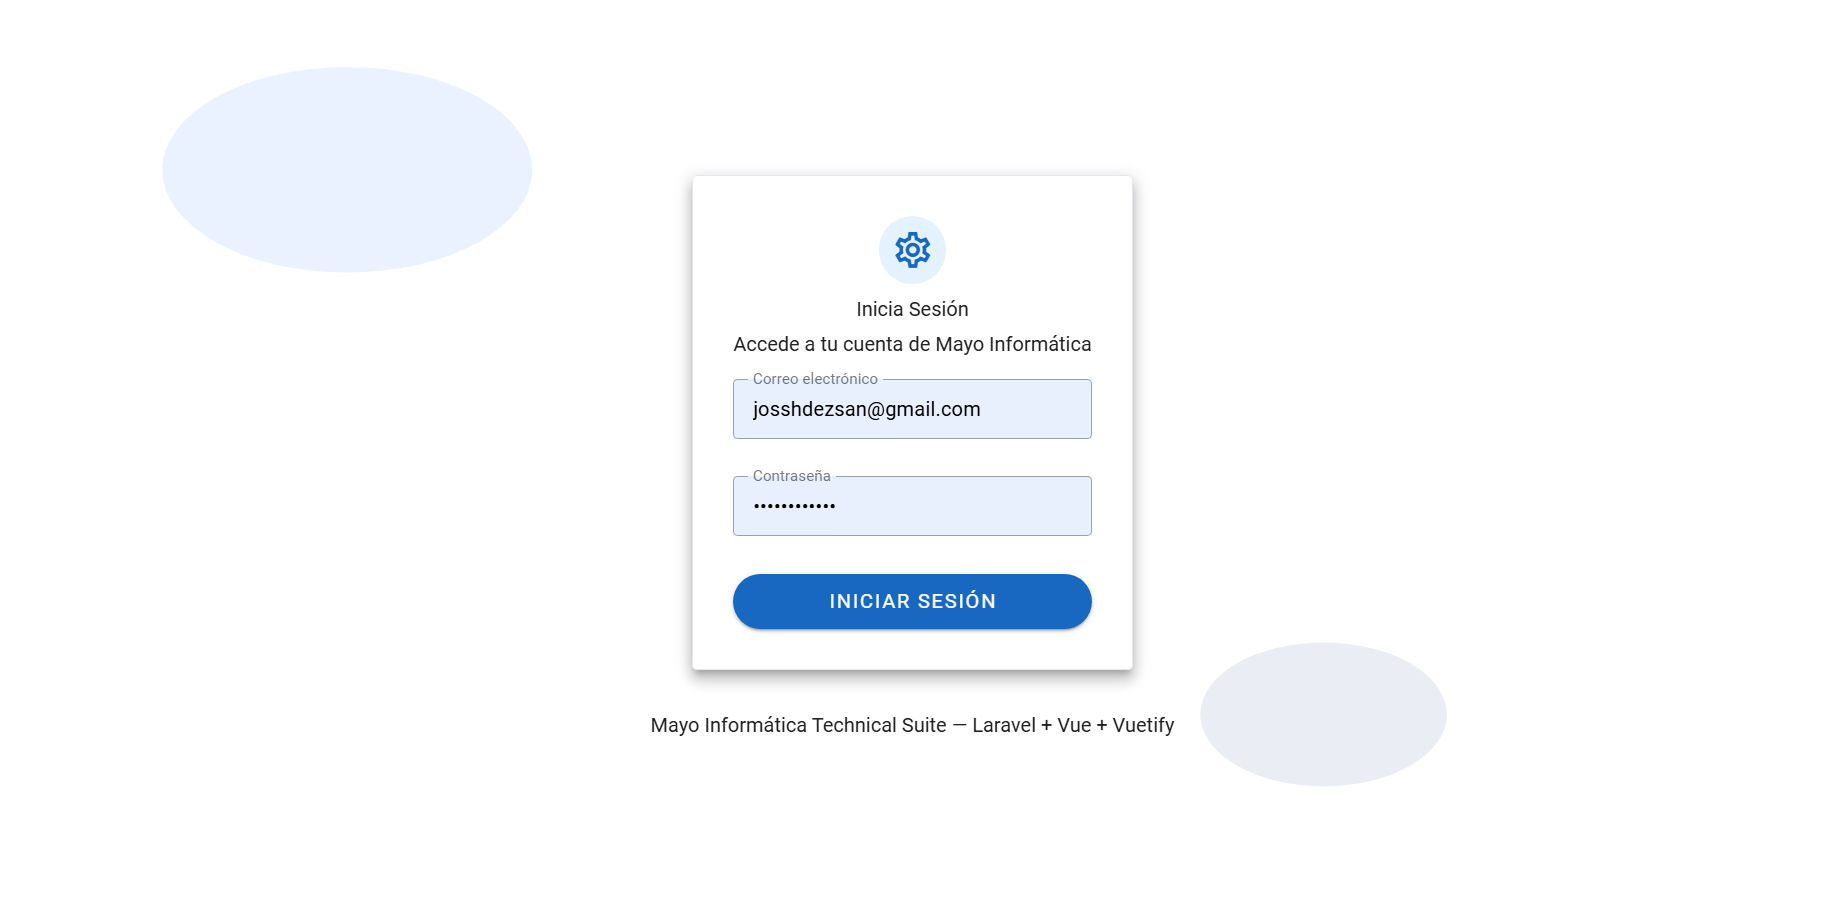 Inicia Sesión
Accede a tu cuenta de Mayo Informática
Correo electrónico
josshdezsan@gmail.com
Contraseña
••••••••••••
INICIAR SESIÓN
Mayo Informática Technical Suite — Laravel + Vue + Vuetify